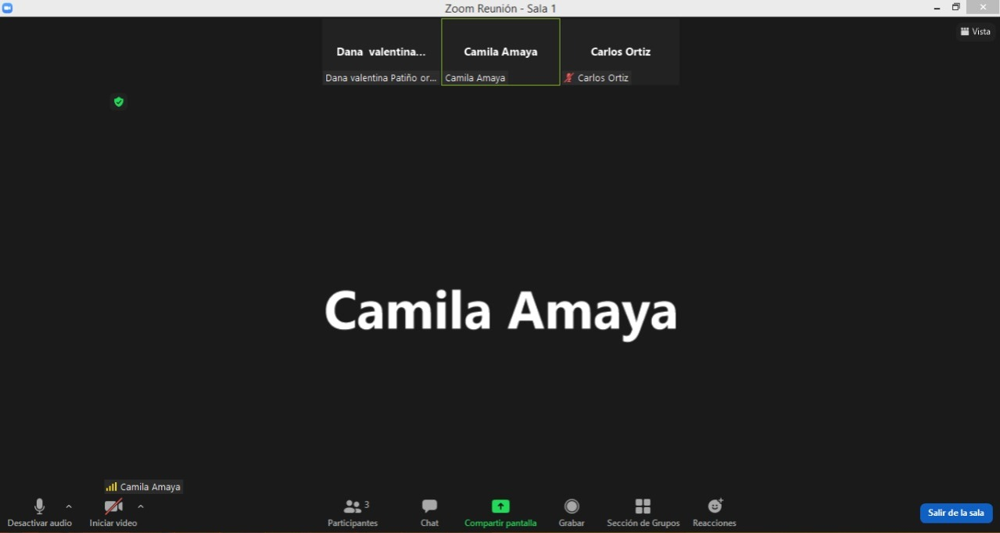 Zoom Reunión - Sala 1
Vista
Dana valentina...
Camila Amaya
Carlos Ortiz
Dana valentina Patiño or...
Camila Amaya
Carlos Ortiz
Camila Amaya
Camila Amaya
3
Desactivar audio
Iniciar video
Participantes
Chat
Compartir pantalla
Grabar
Sección de Grupos
Reacciones
Salir de la sala